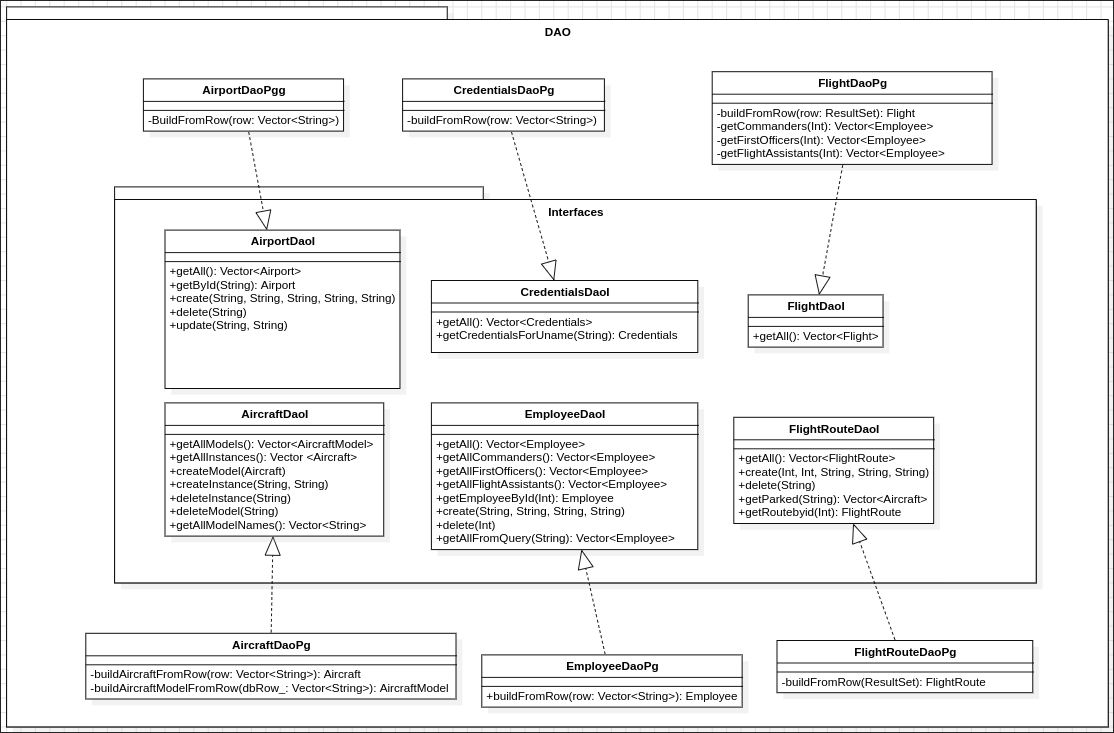 DAO
AirportDaoPgg
-BuildFromRow(row: Vector<String>)
CredentialsDaoPg
-buildFromRow(row: Vector<String>)
FlightDaoPg
-buildFromRow(row: ResultSet): Flight
-getCommanders(Int): Vector<Employee>
-getFirstOfficers(Int): Vector<Employee>
-getFlightAssistants(Int): Vector<Employee>
Interfaces
AirportDaoI
+getAll(): Vector<Airport>
+getById(String): Airport
+create(String, String, String, String, String)
+delete(String)
+update(String, String)
CredentialsDaoI
+getAll(): Vector<Credentials>
+getCredentialsForUname(String): Credentials
FlightDaoI
+getAll(): Vector<Flight>
AircraftDaoI
+getAllModels(): Vector<AircraftModel>
+getAllInstances(): Vector <Aircraft>
+createModel(Aircraft)
+createInstance(String, String)
+deleteInstance(String)
+deleteModel(String)
+getAllModelNames(): Vector<String>
EmployeeDaoI
+getAll(): Vector<Employee>
+getAllCommanders(): Vector<Employee>
+getAllFirstOfficers(): Vector<Employee>
+getAllFlightAssistants(): Vector<Employee>
+getEmployeeById(Int): Employee
+create(String, String, String, String)
+delete(Int)
+getAllFromQuery(String): Vector<Employee>
FlightRouteDaoI
+getAll(): Vector<FlightRoute>
+create(Int, Int, String, String, String)
+delete(String)
+getParked(String): Vector<Aircraft>
+getRoutebyid(Int): FlightRoute
AircraftDaoPg
-buildAircraftFromRow(row: Vector<String>): Aircraft
-buildAircraftModelFromRow(dbRow_: Vector<String>): AircraftModel
EmployeeDaoPg
+buildFromRow(row: Vector<String>): Employee
FlightRouteDaoPg
-buildFromRow(ResultSet): FlightRoute